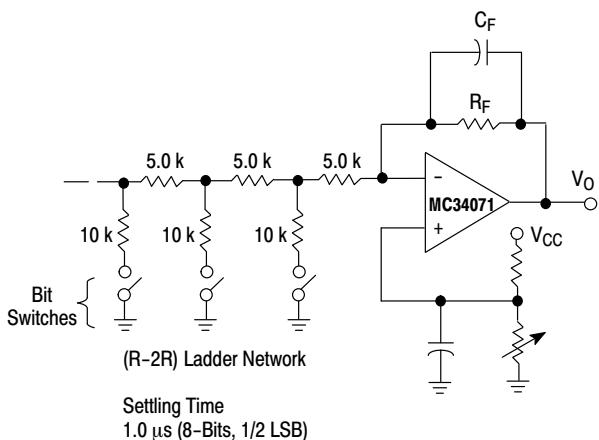 C_F
R_F
5.0 k 5.0 k 5.0 k
−
MC34071
+
V_O
10 k 10 k 10 k
V_CC
Bit
Switches
(R−2R) Ladder Network
Settling Time
1.0 μs (8−Bits, 1/2 LSB)